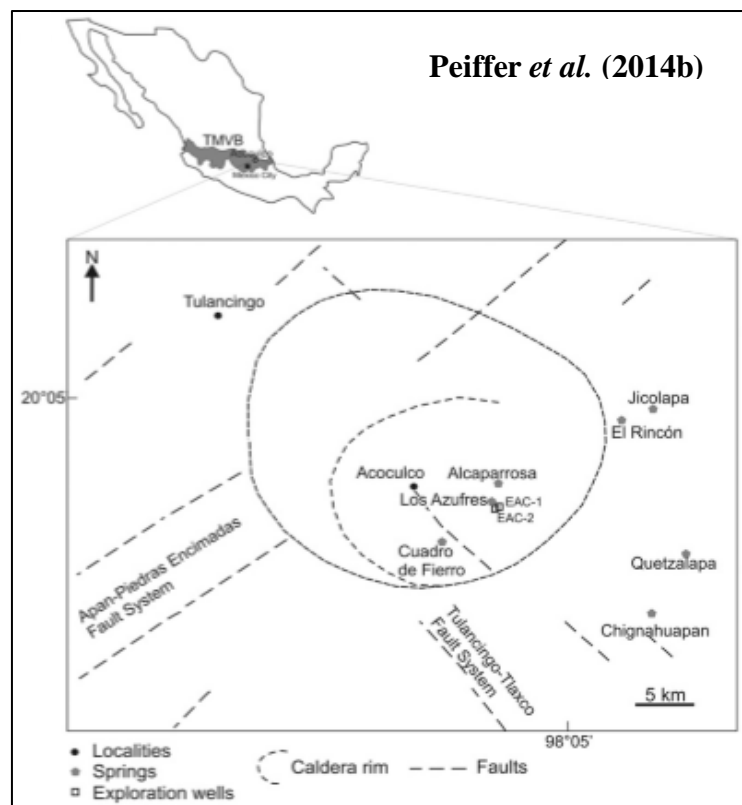 Peiffer et al. (2014b)
TMVB
Mexico City
N
Tulancingo
20°05
Jicolapa
El Rincón
Acoculco
Alcaparrosa
Los Azufres
EAC-1
EAC-2
Cuadro
de Fierro
Quetzalapa
Apan-Piedras Encimadas
Fault System
Chignahuapan
Tulancingo-Tlaxco
Fault System
5 km
98°05'
Localities
Springs
Exploration wells
Caldera rim
Faults